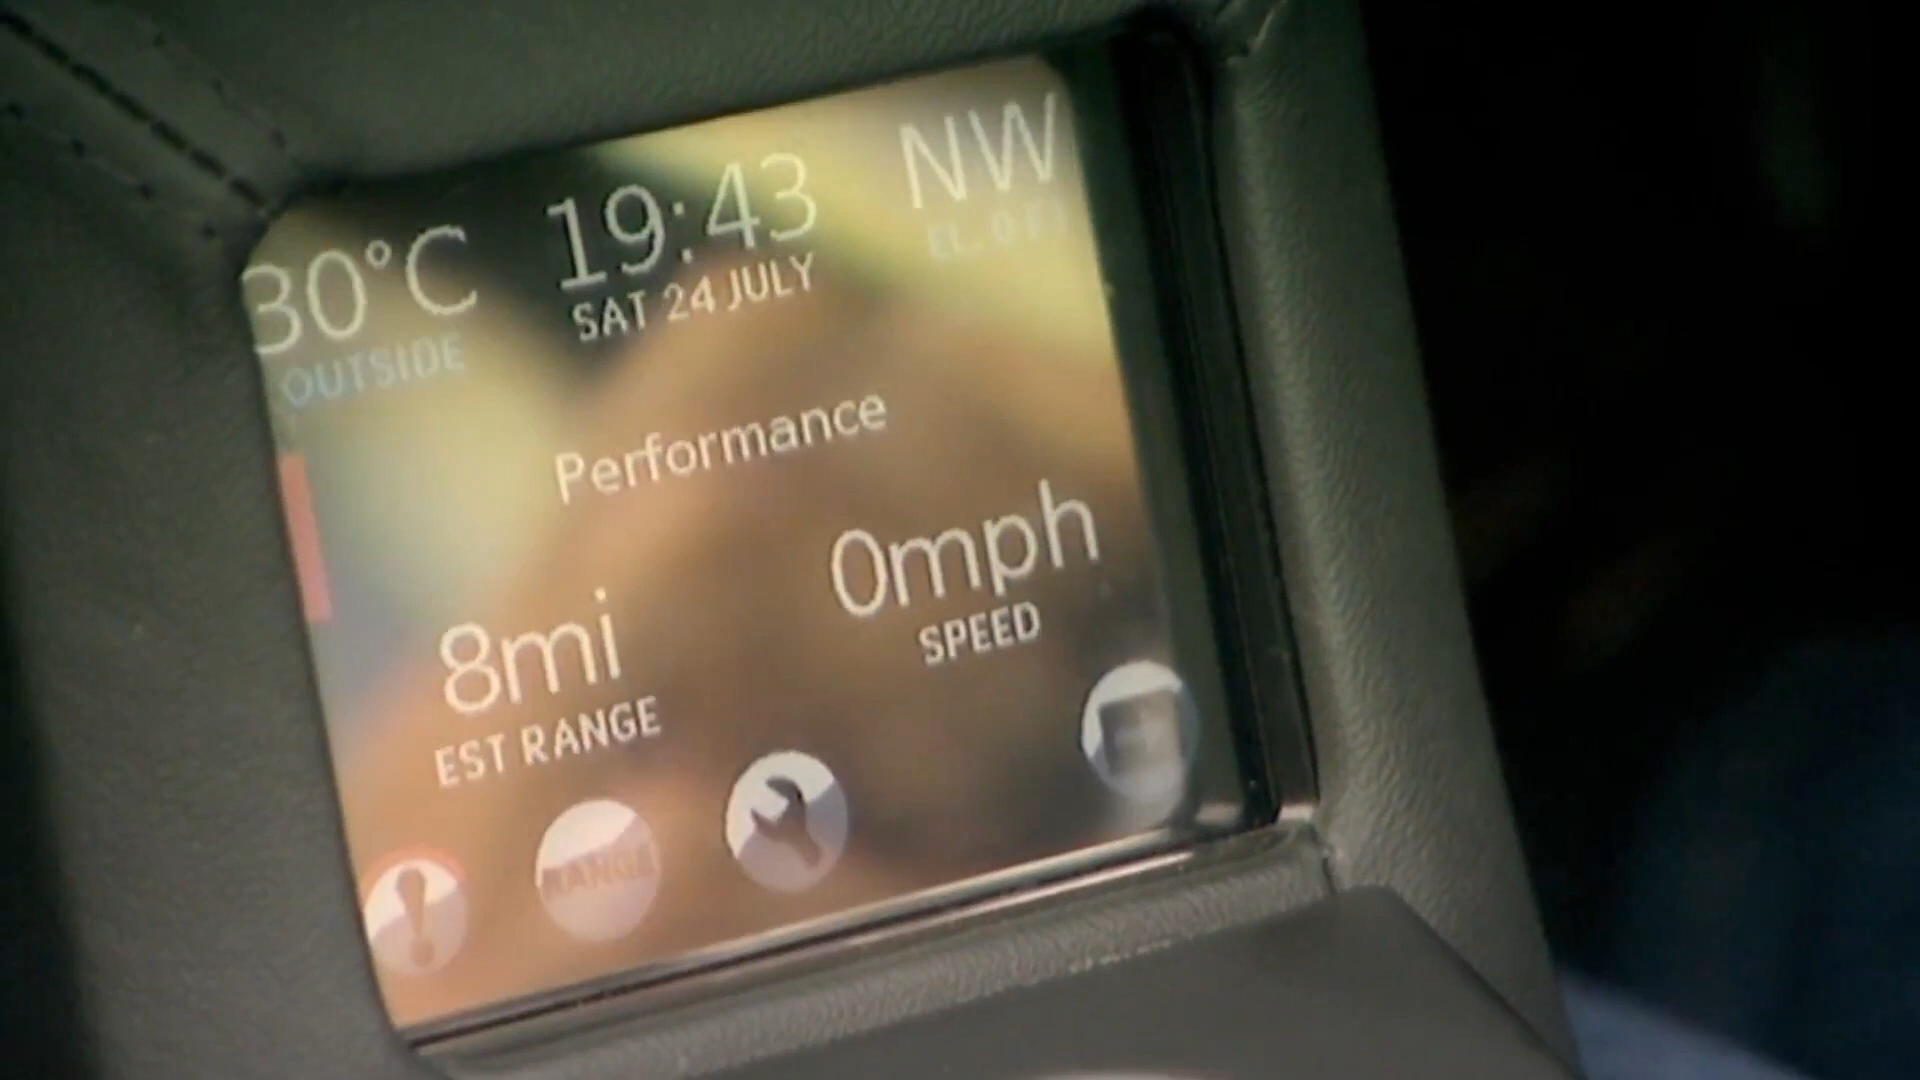 30°C
OUTSIDE
19:43
SAT 24 JULY
NW
Performance
8mi
EST RANGE
0mph
SPEED
RANGE